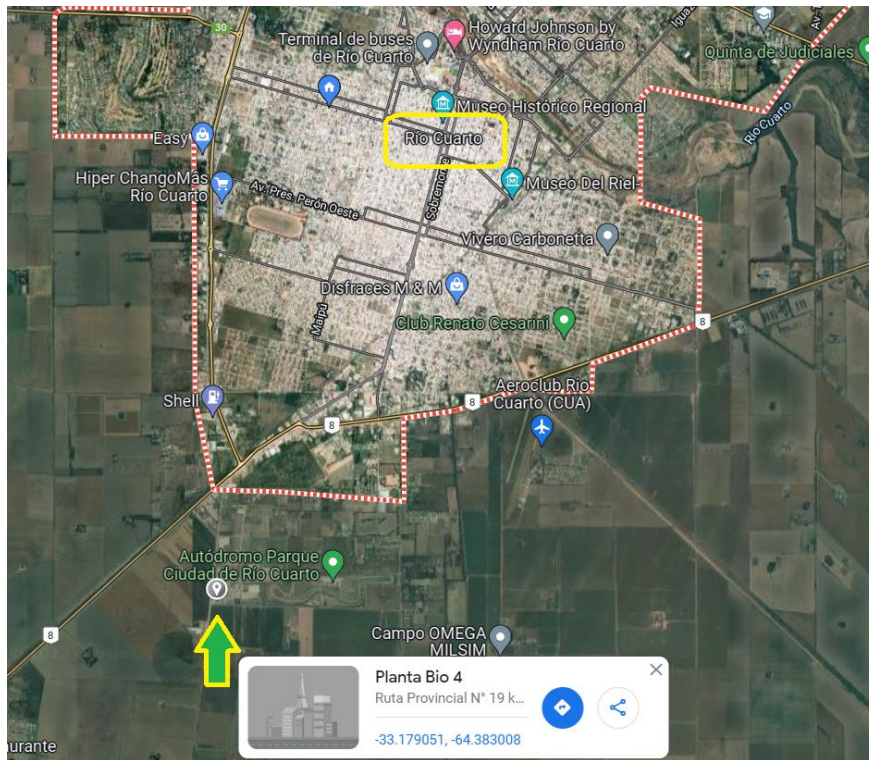 30
Terminal de buses
de Río Cuarto
Howard Johnson by
Wyndham Rio Cuarto
Quinta de Judiciales
Museo Histórico Regional
Río Cuarto
Río Cuarto
Easy
Hiper ChangoMás
Río Cuarto
Museo Del Riel
Av. Pres. Perón Oeste
Sobremonte
Vivero Carbonetta
Disfraces M & M
Maipú
Club Renato Cesarini
8
Aeroclub Río
Cuarto (CUA)
8
Shell
8
Autódromo Parque
Ciudad de Río Cuarto
8
Campo OMEGA
MILSIM
Planta Bio 4
Ruta Provincial N° 19 k...
-33.179051, -64.383008
urante